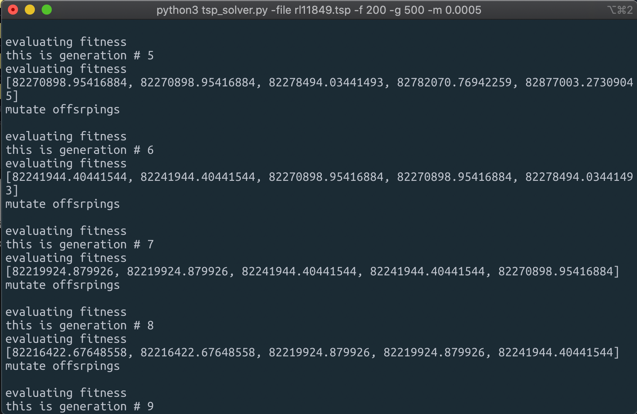 python3 tsp_solver.py -file rl11849.tsp -f 200 -g 500 -m 0.0005
⌥⌘2
evaluating fitness
this is generation # 5
evaluating fitness
[82270898.95416884, 82270898.95416884, 82278494.03441493, 82782070.76942259, 82877003.2730904
5]
mutate offsrpings
evaluating fitness
this is generation # 6
evaluating fitness
[82241944.40441544, 82241944.40441544, 82270898.95416884, 82270898.95416884, 82278494.0344149
3]
mutate offsrpings
evaluating fitness
this is generation # 7
evaluating fitness
[82219924.879926, 82219924.879926, 82241944.40441544, 82241944.40441544, 82270898.95416884]
mutate offsrpings
evaluating fitness
this is generation # 8
evaluating fitness
[82216422.67648558, 82216422.67648558, 82219924.879926, 82219924.879926, 82241944.40441544]
mutate offsrpings
evaluating fitness
this is generation # 9